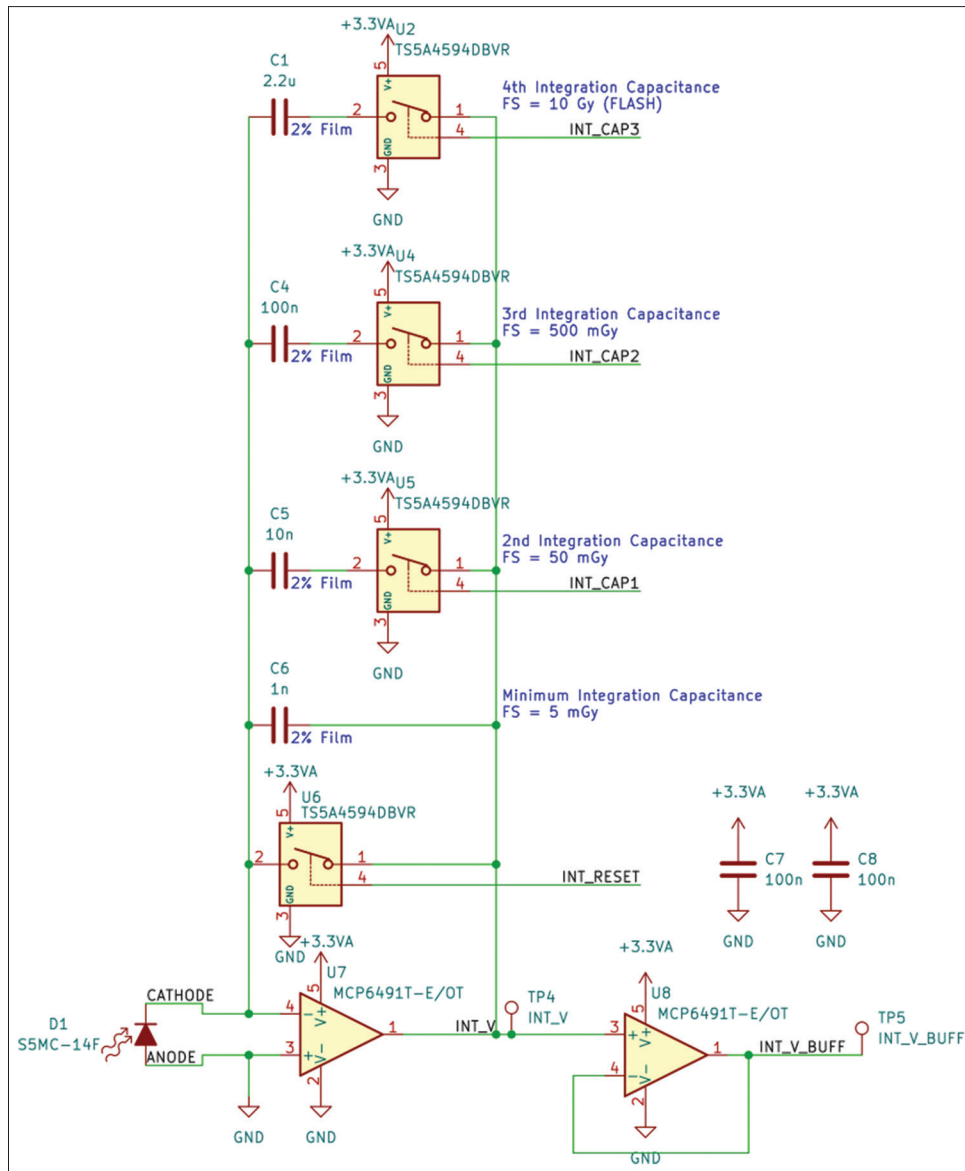 +3.3VA
U2
TS5A4594DBVR
C1
2.2u
2% Film
5
V+
2
1
4
GND
3
GND
4th Integration Capacitance
FS = 10 Gy (FLASH)
INT_CAP3
+3.3VA
U4
TS5A4594DBVR
C4
100n
2% Film
5
V+
2
1
4
GND
3
GND
3rd Integration Capacitance
FS = 500 mGy
INT_CAP2
+3.3VA
U5
TS5A4594DBVR
C5
10n
2% Film
5
V+
2
1
4
GND
3
GND
2nd Integration Capacitance
FS = 50 mGy
INT_CAP1
C6
1n
2% Film
Minimum Integration Capacitance
FS = 5 mGy
+3.3VA
U6
TS5A4594DBVR
5
V+
2
1
4
GND
3
GND
INT_RESET
+3.3VA
C7
100n
GND
+3.3VA
C8
100n
GND
+3.3VA
U7
MCP6491T-E/OT
CATHODE
D1
S5MC-14F
ANODE
GND
5
V+
4
-
3
+
V-
2
1
GND
INT_V
TP4
INT_V
+3.3VA
U8
MCP6491T-E/OT
5
V+
3
+
4
-
V-
2
1
GND
INT_V_BUFF
TP5
INT_V_BUFF